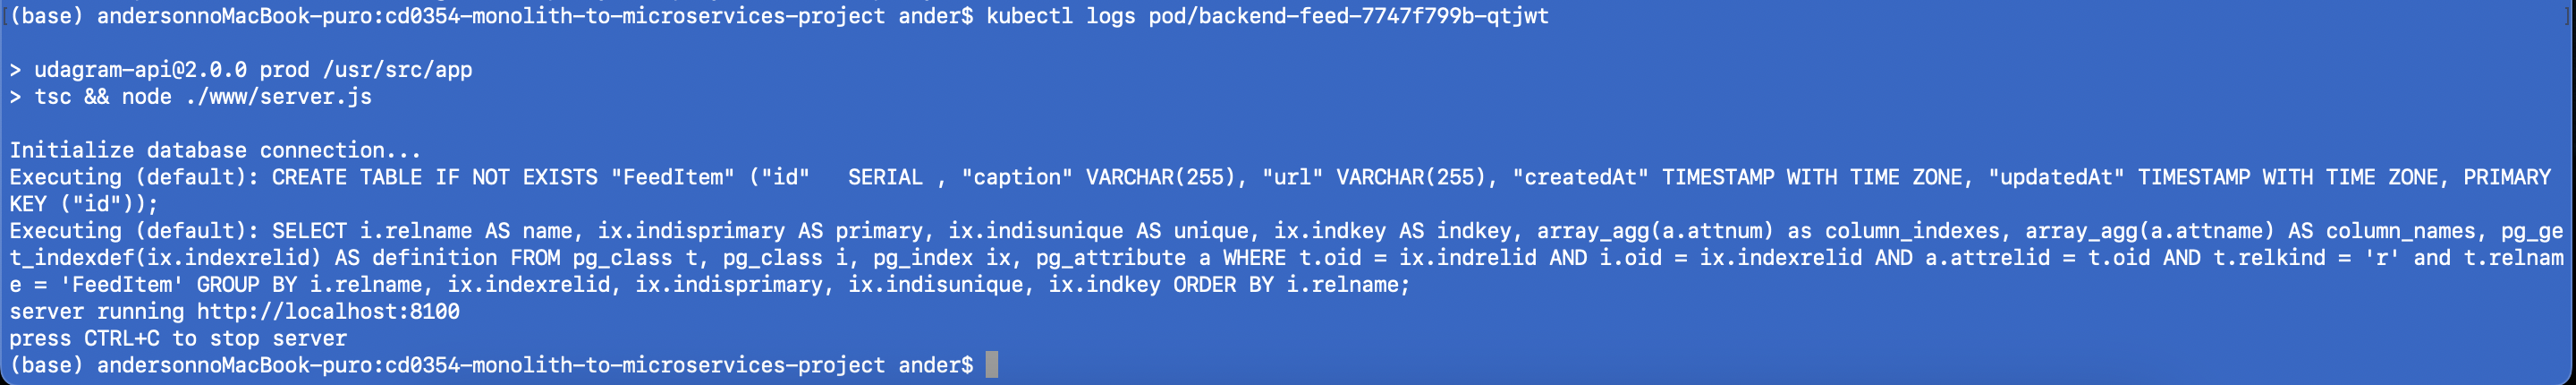 (base) andersonnoMacBook-puro:cd0354-monolith-to-microservices-project ander$ kubectl logs pod/backend-feed-7747f799b-qtjwt
> udagram-api@2.0.0 prod /usr/src/app
> tsc && node ./www/server.js
Initialize database connection...
Executing (default): CREATE TABLE IF NOT EXISTS "FeedItem" ("id"   SERIAL , "caption" VARCHAR(255), "url" VARCHAR(255), "createdAt" TIMESTAMP WITH TIME ZONE, "updatedAt" TIMESTAMP WITH TIME ZONE, PRIMARY
KEY ("id"));
Executing (default): SELECT i.relname AS name, ix.indisprimary AS primary, ix.indisunique AS unique, ix.indkey AS indkey, array_agg(a.attnum) as column_indexes, array_agg(a.attname) AS column_names, pg_ge
t_indexdef(ix.indexrelid) AS definition FROM pg_class t, pg_class i, pg_index ix, pg_attribute a WHERE t.oid = ix.indrelid AND i.oid = ix.indexrelid AND a.attrelid = t.oid AND t.relkind = 'r' and t.relnam
e = 'FeedItem' GROUP BY i.relname, ix.indexrelid, ix.indisprimary, ix.indisunique, ix.indkey ORDER BY i.relname;
server running http://localhost:8100
press CTRL+C to stop server
(base) andersonnoMacBook-puro:cd0354-monolith-to-microservices-project ander$